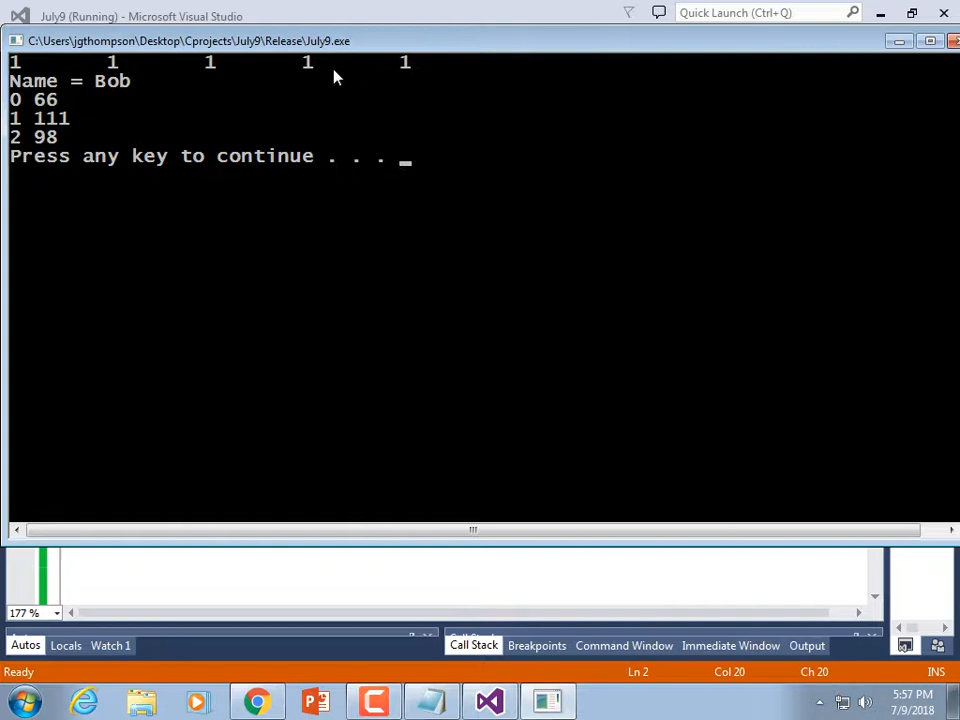 July9 (Running) - Microsoft Visual Studio
Quick Launch (Ctrl+Q)
C:\Users\jgthompson\Desktop\Cprojects\July9\Release\July9.exe
1 1 1 1 1
Name = Bob
0 66
1 111
2 98
Press any key to continue . . . _
177 %
Autos Locals Watch 1
Call Stack Breakpoints Command Window Immediate Window Output
Ready Ln 2 Col 20 Ch 20 INS
5:57 PM
7/9/2018